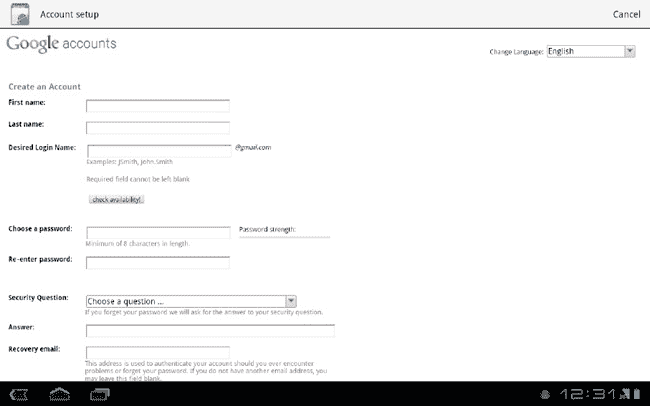 Account setup
Cancel
Google accounts
Change Language: English
Create an Account
First name:
Last name:
Desired Login Name:
@gmail.com
Examples: JSmith, John.Smith
Required field cannot be left blank
check availability!
Choose a password:
Password strength:
Minimum of 8 characters in length.
Re-enter password:
Security Question:
Choose a question ...
If you forget your password we will ask for the answer to your security question.
Answer:
Recovery email:
This address is used to authenticate your account should you ever encounter
problems or forget your password. If you do not have another email address, you
may leave this field blank.
12:31